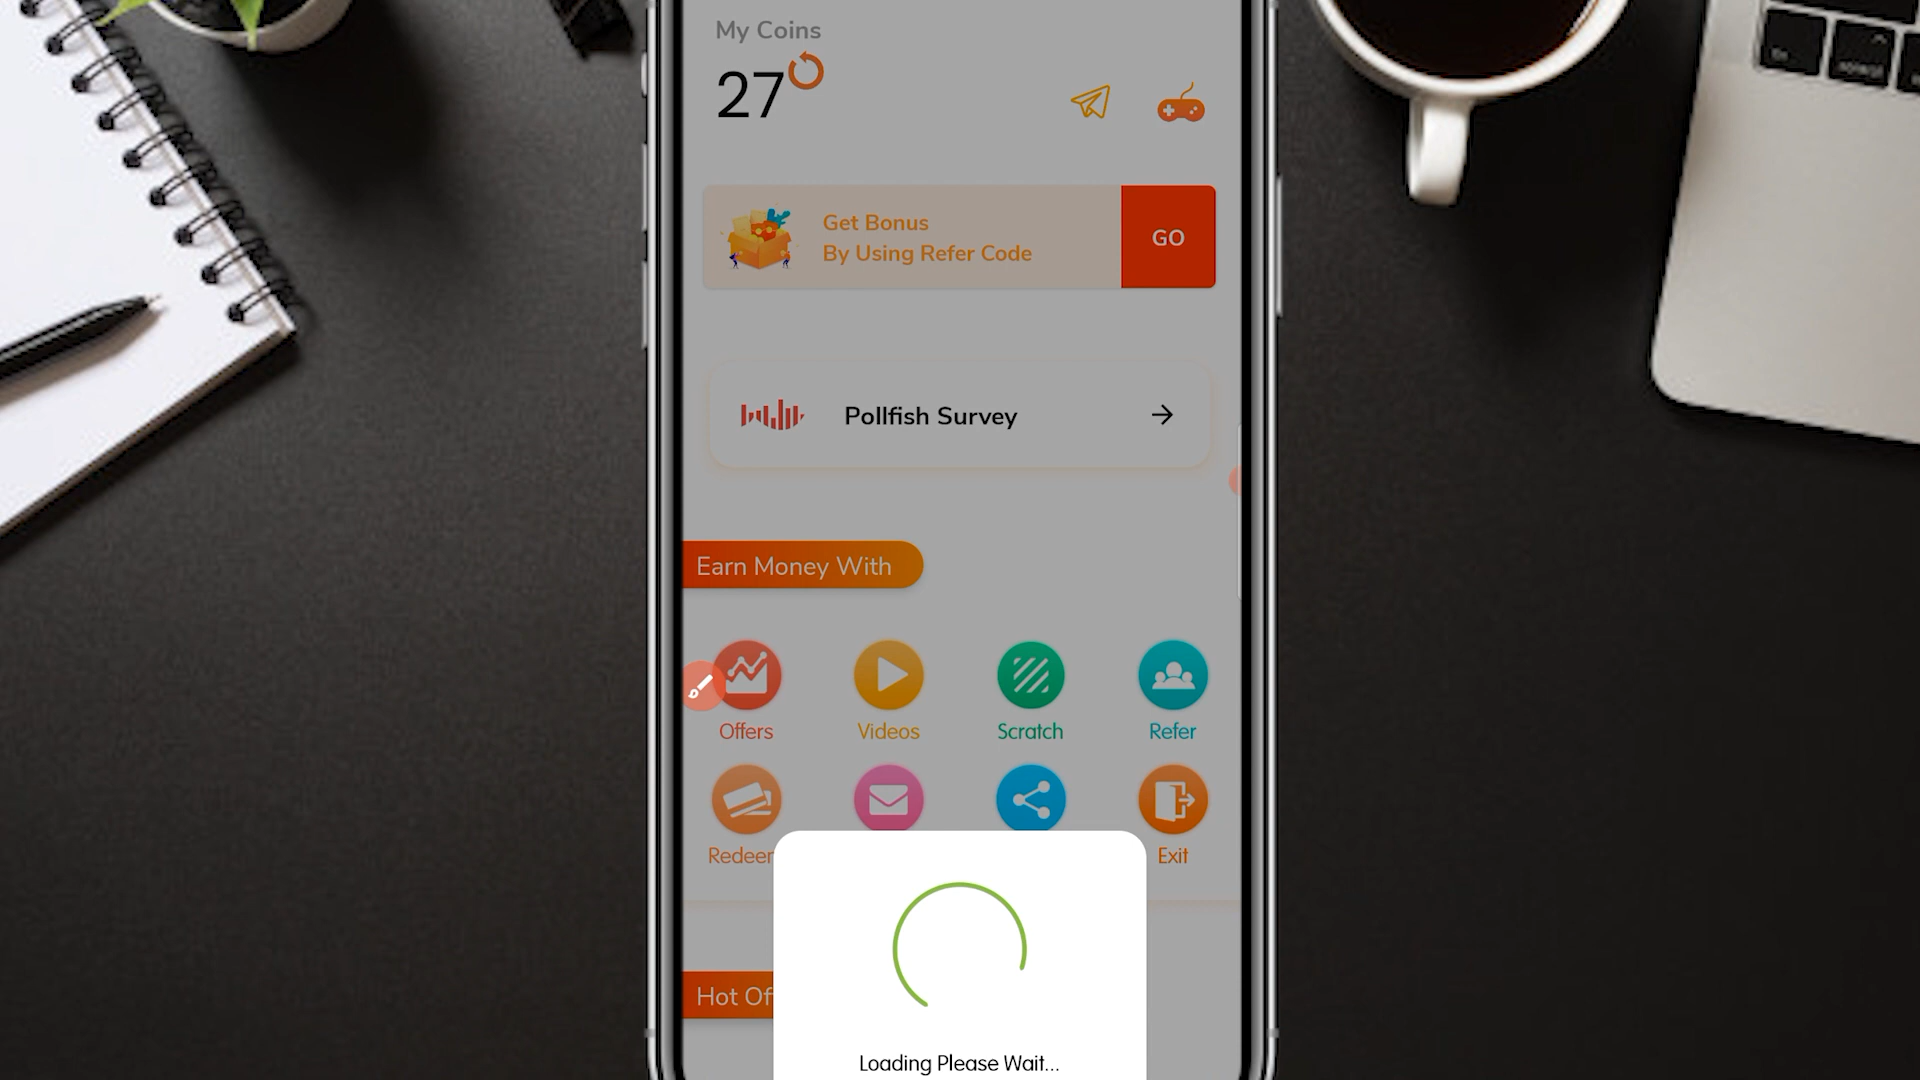 My Coins
27
Get Bonus
By Using Refer Code
GO
Pollfish Survey
Earn Money With
Offers
Videos
Scratch
Refer
Redeem
Exit
Hot Of
Loading Please Wait...